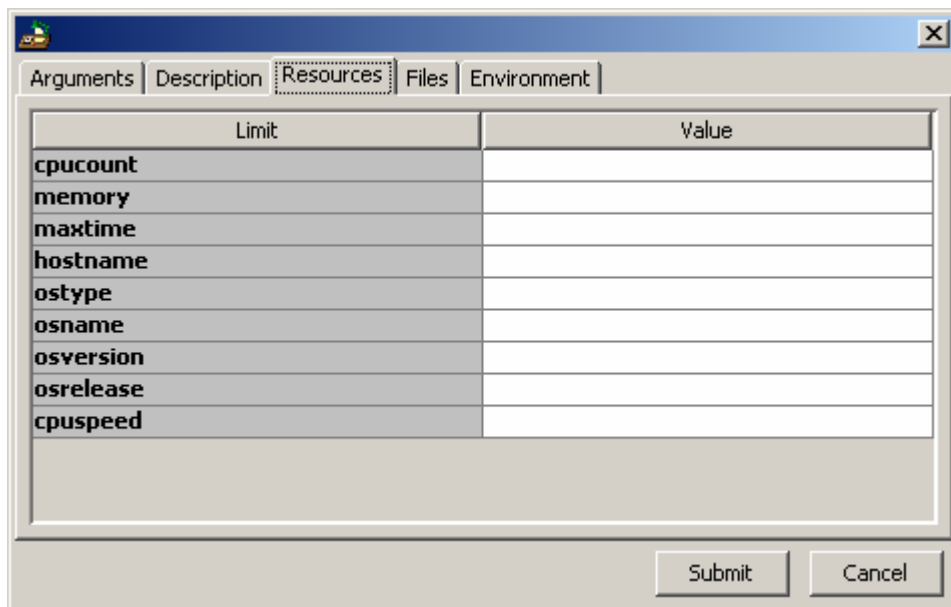 Arguments Description Resources Files Environment
Limit Value
cpucount
memory
maxtime
hostname
ostype
osname
osversion
osrelease
cpuspeed
Submit Cancel